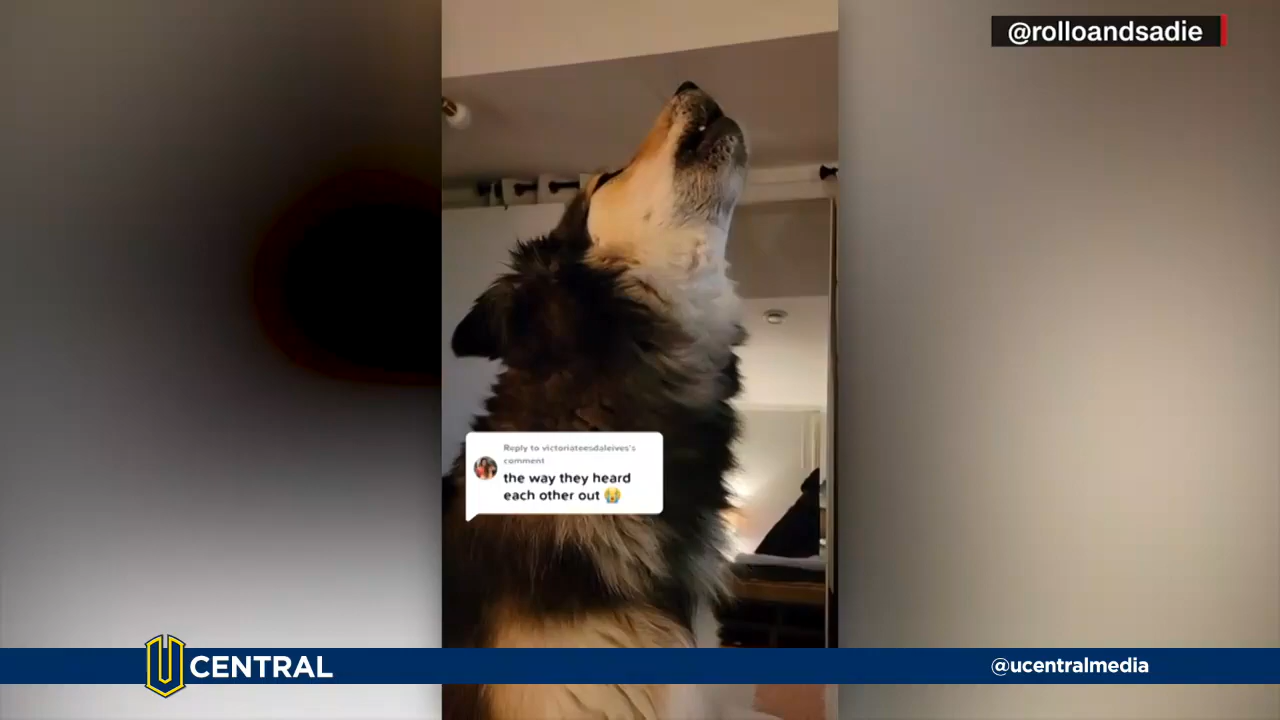 @rolloandsadie
Reply to victoriateesdaleives's
comment
the way they heard
each other out 😭
U CENTRAL
@ucentralmedia